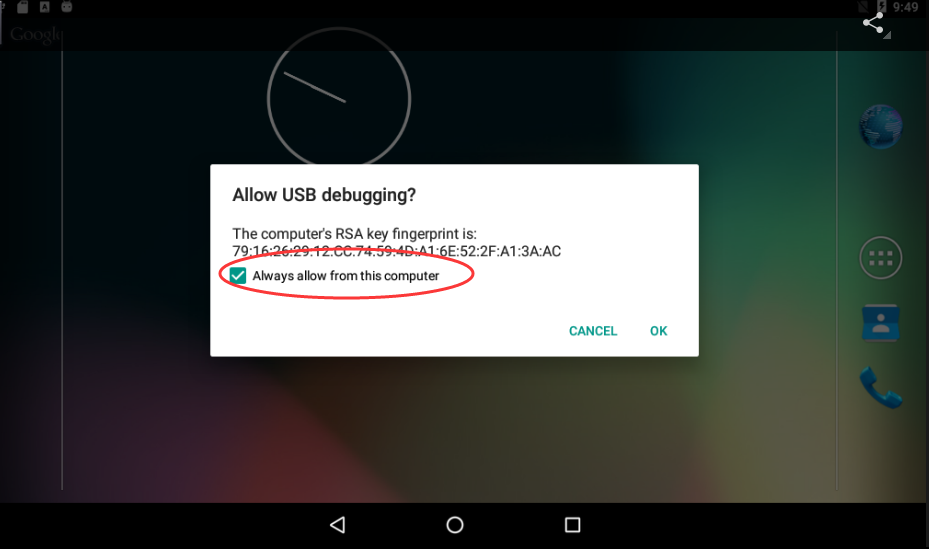 9:49
Google
Allow USB debugging?
The computer's RSA key fingerprint is:
79:16:26:29:12:CC:74:59:4D:A1:6E:52:2F:A1:3A:AC
Always allow from this computer
CANCEL OK